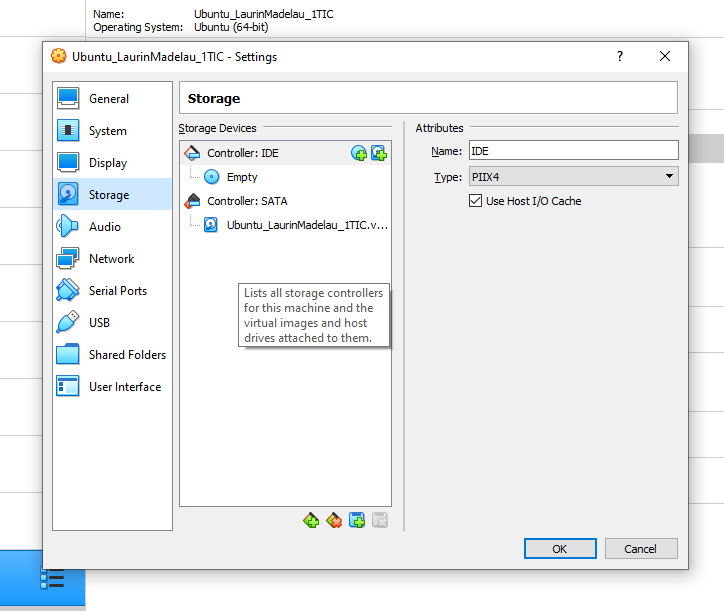 Name: Ubuntu_LaurinMadelau_1TIC
Operating System: Ubuntu (64-bit)
Ubuntu_LaurinMadelau_1TIC - Settings
?
General
System
Display
Storage
Audio
Network
Serial Ports
USB
Shared Folders
User Interface
Storage
Storage Devices
Controller: IDE
Empty
Controller: SATA
Ubuntu_LaurinMadelau_1TIC.v...
Lists all storage controllers
for this machine and the
virtual images and host
drives attached to them.
Attributes
Name: IDE
Type: PIIX4
Use Host I/O Cache
OK Cancel